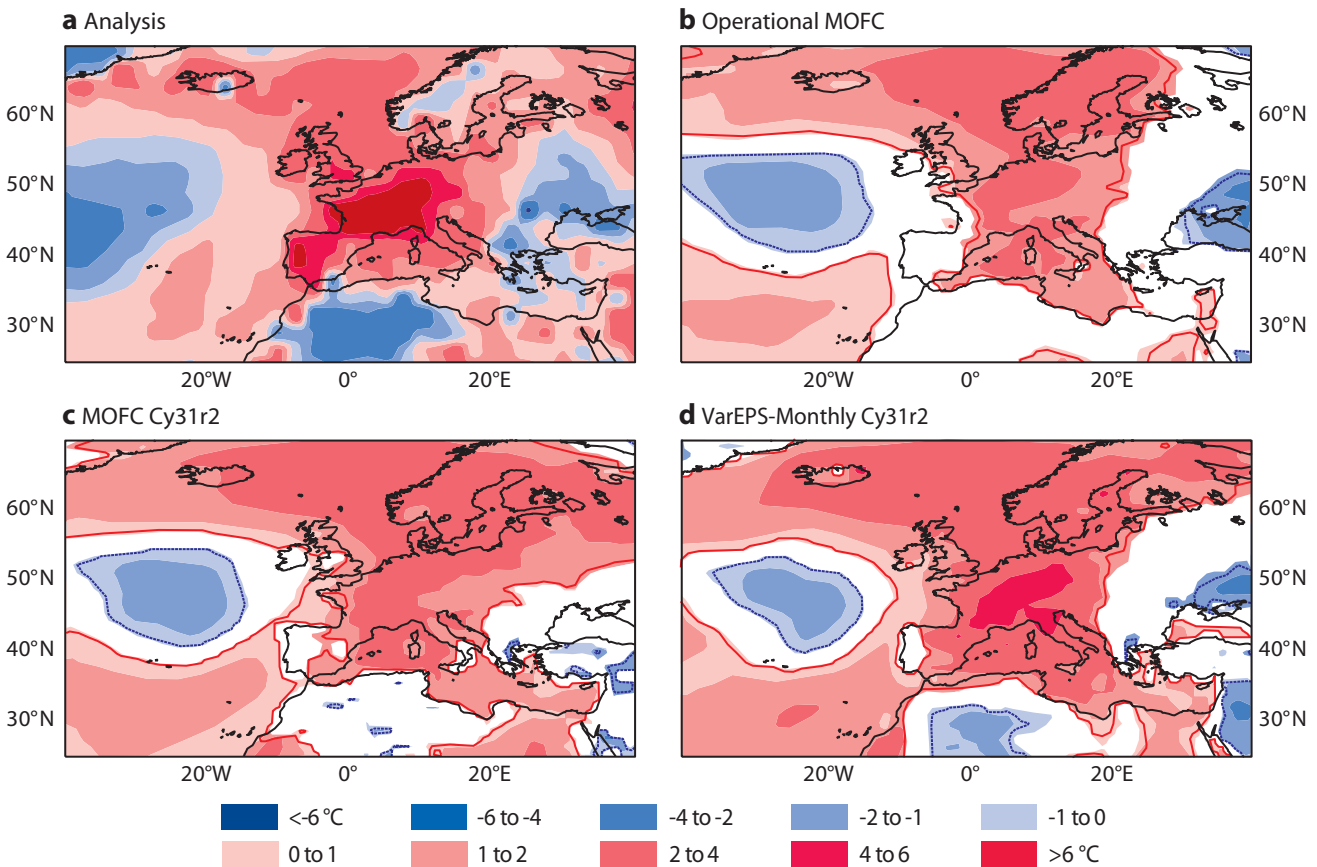 a Analysis
b Operational MOFC
60°N
50°N
40°N
30°N
60°N
50°N
40°N
30°N
20°W 0° 20°E
20°W 0° 20°E
c MOFC Cy31r2
d VarEPS-Monthly Cy31r2
60°N
50°N
40°N
30°N
60°N
50°N
40°N
30°N
20°W 0° 20°E
20°W 0° 20°E
<-6 °C -6 to -4 -4 to -2 -2 to -1 -1 to 0
0 to 1 1 to 2 2 to 4 4 to 6 >6 °C